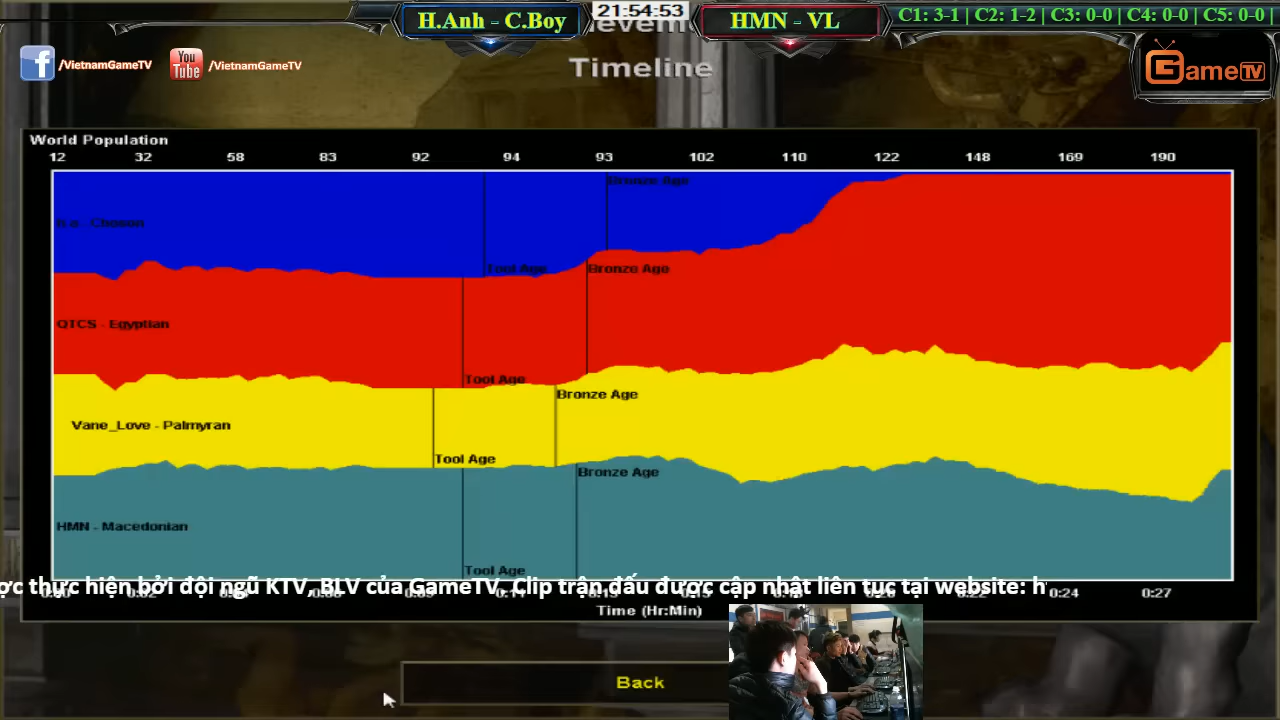 H.Anh - C.Boy
21:54:53
HMN - VL
C1: 3-1 | C2: 1-2 | C3: 0-0 | C4: 0-0 | C5: 0-0 |
/VietnamGameTV
You Tube /VietnamGameTV
Timeline
GameTV
World Population
12 32 58 83 92 94 93 102 110 122 148 169 190
Bronze Age
Tool Age
Bronze Age
QTCS - Egyptian
Tool Age
Bronze Age
Vane_Love - Palmyran
Tool Age
Bronze Age
HMN - Macedonian
Tool Age
ợc thực hiện bởi đội ngũ KTV, BLV của GameTV. Clip trận đấu được cập nhật liên tục tại website: h
0:24 0:27
Time (Hr:Min)
Back